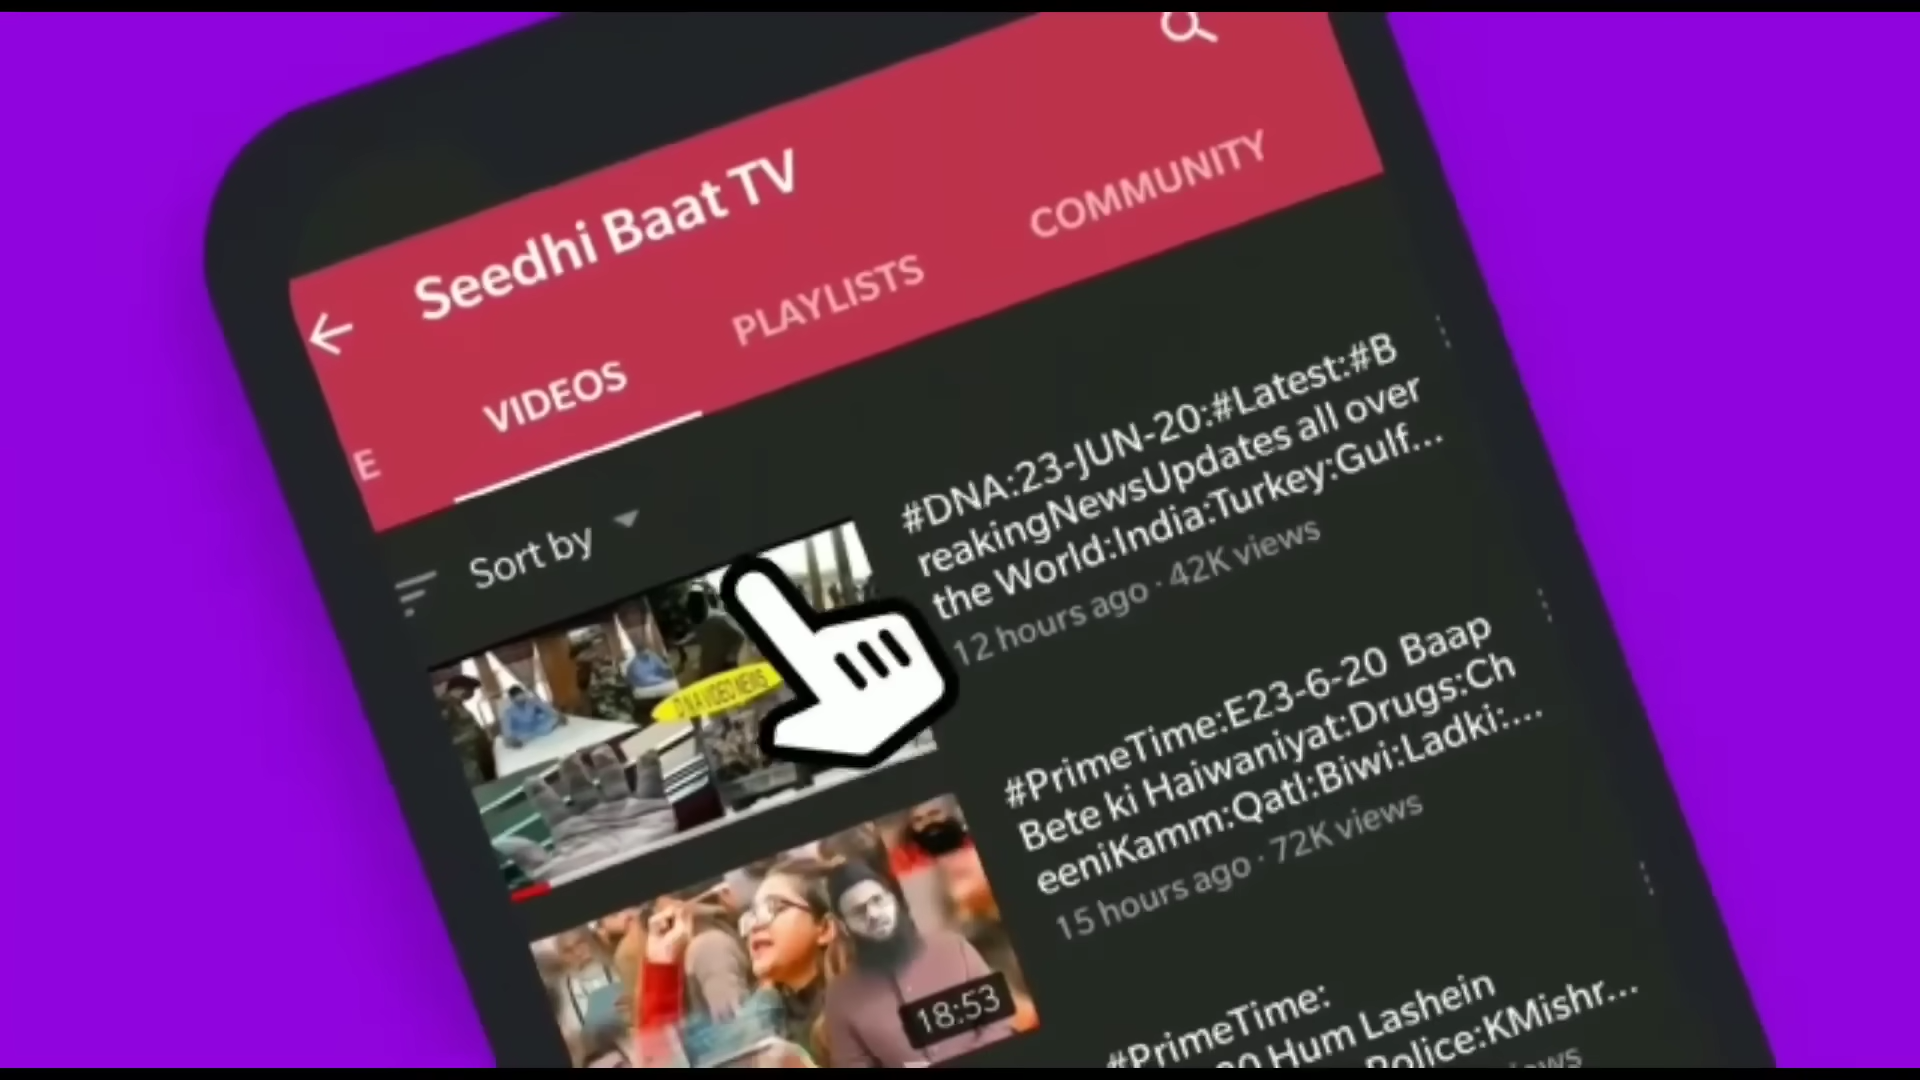 Seedhi Baat TV
E VIDEOS PLAYLISTS COMMUNITY
Sort by
#DNA:23-JUN-20:#Latest:#B
reakingNewsUpdates all over
the World:India:Turkey:Gulf...
12 hours ago · 42K views
D N A VIDEO NEWS
#PrimeTime:E23-6-20 Baap
Bete ki Haiwaniyat:Drugs:Ch
eeniKamm:Qatl:Biwi:Ladki:...
15 hours ago · 72K views
18:53
#PrimeTime:
Hum Lashein
Police:KMishr...